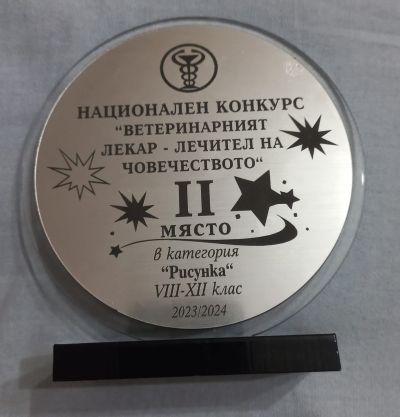 НАЦИОНАЛЕН КОНКУРС
"ВЕТЕРИНАРНИЯТ
ЛЕКАР - ЛЕЧИТЕЛ НА
ЧОВЕЧЕСТВОТО"
II
МЯСТО
в категория
"Рисунка"
VIII-XII клас
2023/2024